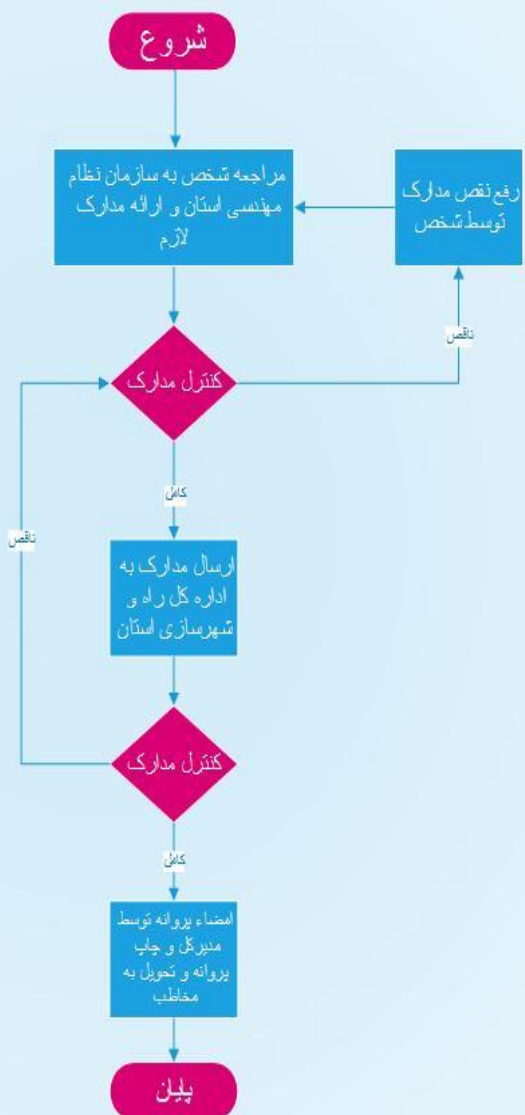 شروع
مراجعه شخص به سازمان نظام
مهندسی استان و ارائه مدارک
لازم
رفع نقص مدارک
توسط شخص
ناقص
کنترل مدارک
کامل
ناقص
ارسال مدارک به
اداره کل راه و
شهرسازی استان
کنترل مدارک
کامل
امضاء پروانه توسط
مدیرکل و چاپ
پروانه و تحویل به
مخاطب
پایان